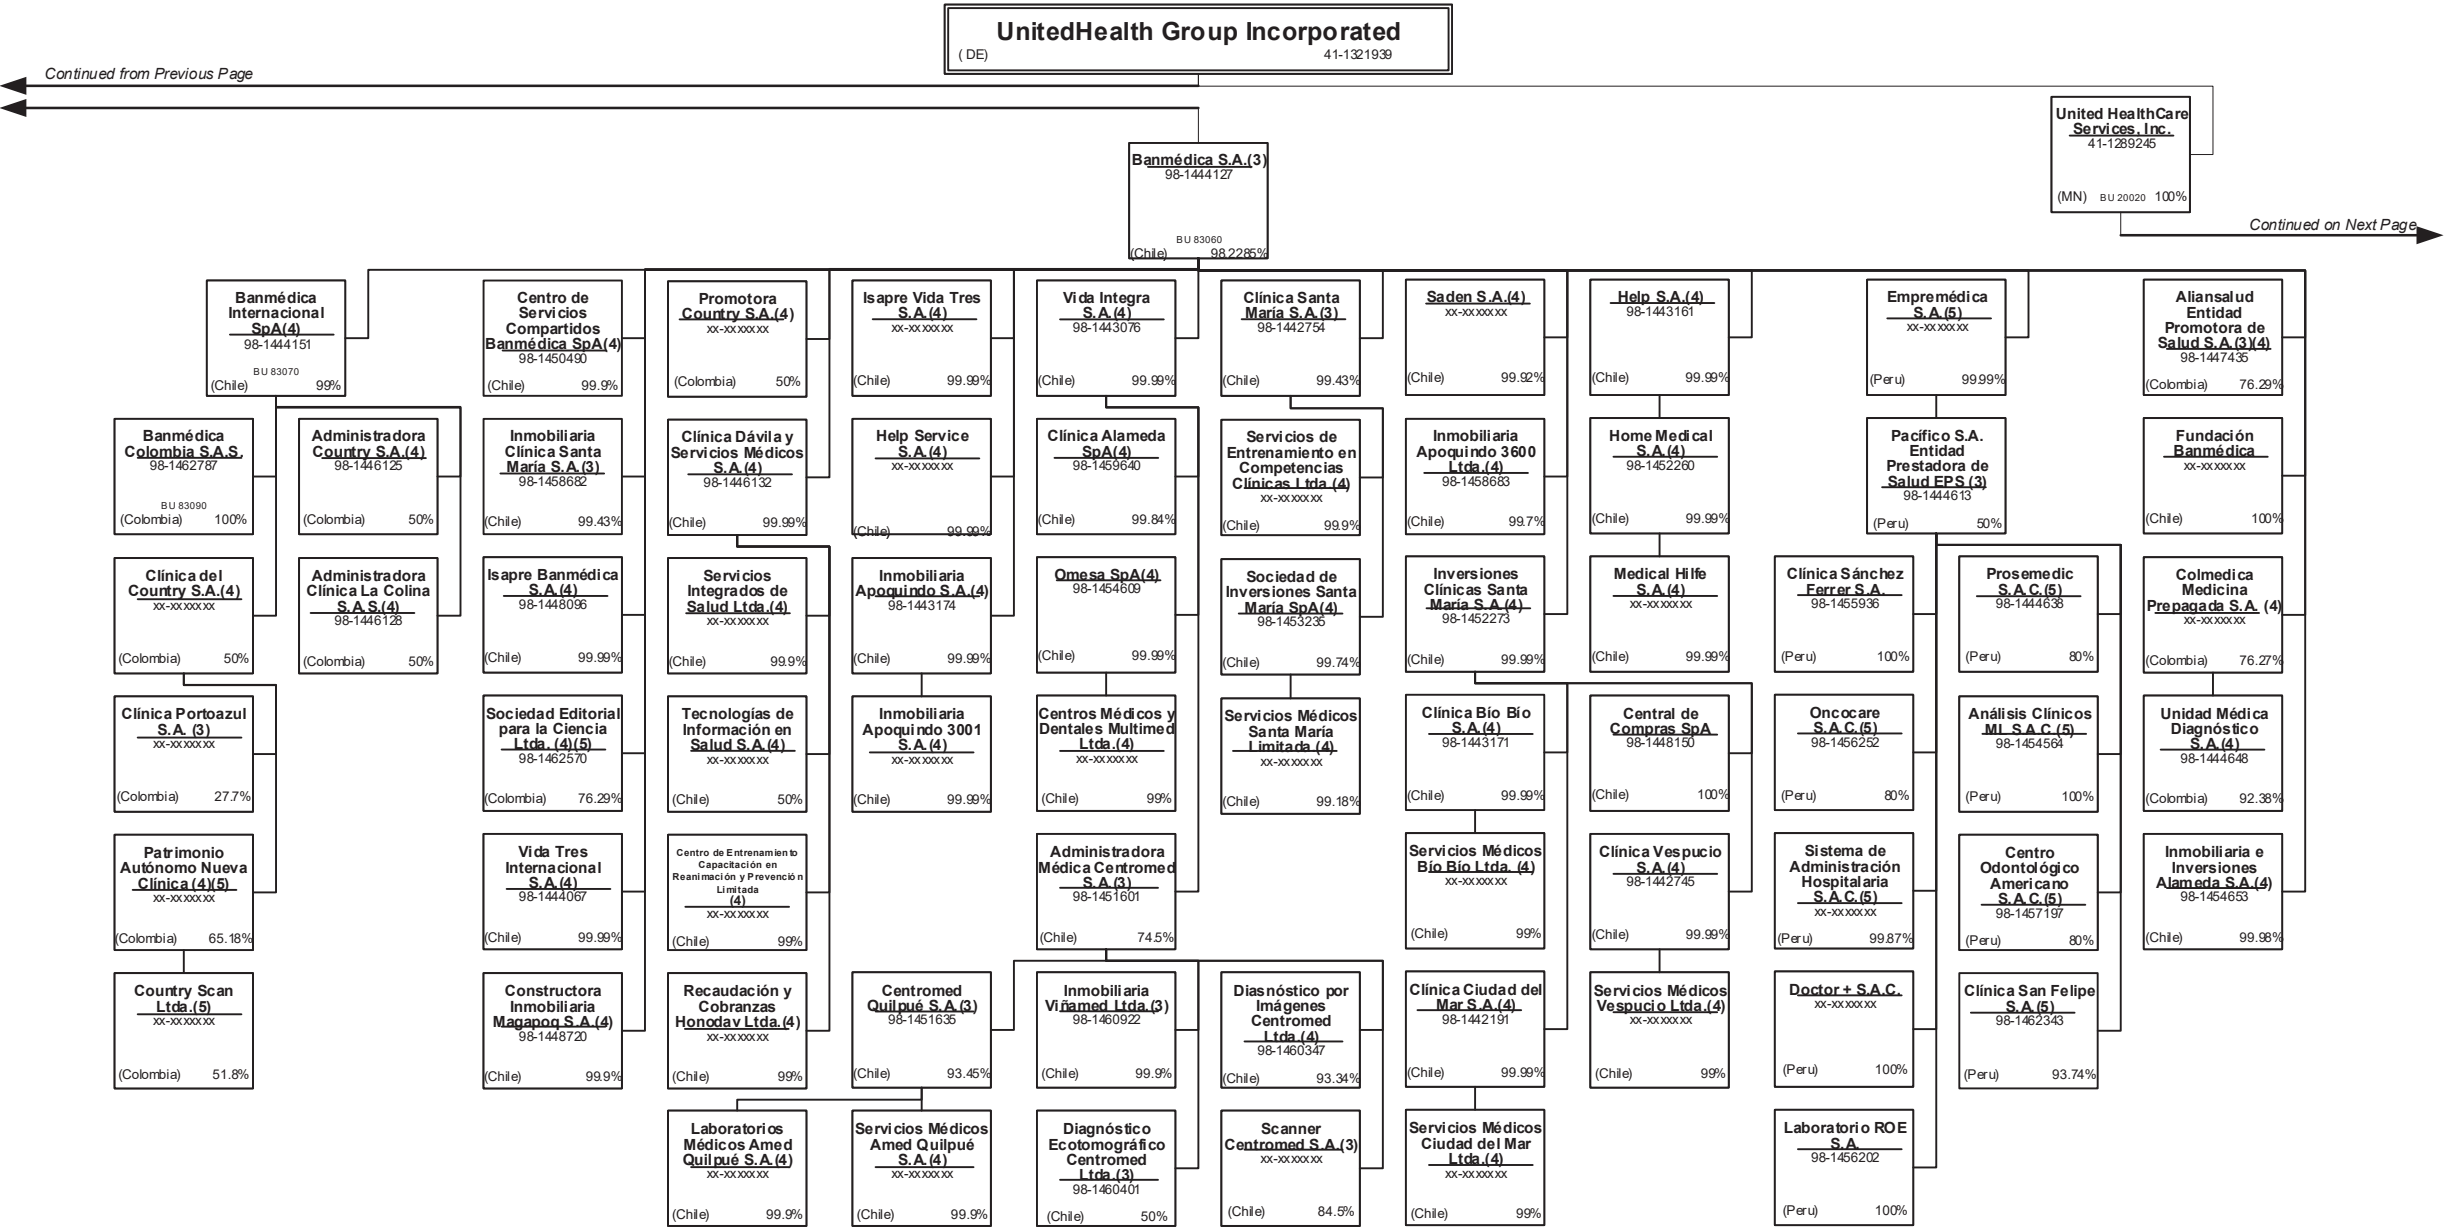 UnitedHealth Group Incorporated
( DE) 41-1321939
Continued from Previous Page
United HealthCare
Services, Inc.
41-1289245
(MN) BU 20020 100%
Continued on Next Page
Banmédica S.A.(3)
98-1444127
BU 83060
(Chile) 98.2285%
Banmédica
Internacional
SpA(4)
98-1444151
BU 83070
(Chile) 99%
Centro de
Servicios
Compartidos
Banmédica SpA(4)
98-1450490
(Chile) 99.9%
Promotora
Country S.A.(4)
xx-xxxxxxx
(Colombia) 50%
Isapre Vida Tres
S.A.(4)
xx-xxxxxxx
(Chile) 99.99%
Vida Integra
S.A.(4)
98-1443076
(Chile) 99.99%
Clínica Santa
María S.A.(3)
98-1442754
(Chile) 99.43%
Saden S.A.(4)
xx-xxxxxxx
(Chile) 99.92%
Help S.A.(4)
98-1443161
(Chile) 99.99%
Empremédica
S.A.(5)
xx-xxxxxxx
(Peru) 99.99%
Aliansalud
Entidad
Promotora de
Salud S.A.(3)(4)
98-1447435
(Colombia) 76.29%
Banmédica
Colombia S.A.S.
98-1462787
BU 83090
(Colombia) 100%
Administradora
Country S.A.(4)
98-1446125
(Colombia) 50%
Inmobiliaria
Clínica Santa
María S.A.(3)
98-1458682
(Chile) 99.43%
Clínica Dávila y
Servicios Médicos
S.A.(4)
98-1446132
(Chile) 99.99%
Help Service
S.A.(4)
xx-xxxxxxx
(Chile) 99.99%
Clínica Alameda
SpA(4)
98-1459640
(Chile) 99.84%
Servicios de
Entrenamiento en
Competencias
Clínicas Ltda.(4)
xx-xxxxxxx
(Chile) 99.9%
Inmobiliaria
Apoquindo 3600
Ltda.(4)
98-1458683
(Chile) 99.7%
Home Medical
S.A.(4)
98-1452260
(Chile) 99.99%
Pacífico S.A.
Entidad
Prestadora de
Salud EPS (3)
98-1444613
(Peru) 50%
Fundación
Banmédica
xx-xxxxxxx
(Chile) 100%
Clínica del
Country S.A.(4)
xx-xxxxxxx
(Colombia) 50%
Administradora
Clínica La Colina
S.A.S.(4)
98-1446128
(Colombia) 50%
Isapre Banmédica
S.A.(4)
98-1448096
(Chile) 99.99%
Servicios
Integrados de
Salud Ltda.(4)
xx-xxxxxxx
(Chile) 99.9%
Inmobiliaria
Apoquindo S.A.(4)
98-1443174
(Chile) 99.99%
Omesa SpA(4)
98-1454609
(Chile) 99.99%
Sociedad de
Inversiones Santa
María SpA(4)
98-1453235
(Chile) 99.74%
Inversiones
Clínicas Santa
María S.A.(4)
98-1452273
(Chile) 99.99%
Medical Hilfe
S.A.(4)
xx-xxxxxxx
(Chile) 99.99%
Clínica Sánchez
Ferrer S.A.
98-1455936
(Peru) 100%
Prosemedic
S.A.C.(5)
98-1444638
(Peru) 80%
Colmedica
Medicina
Prepagada S.A. (4)
xx-xxxxxxx
(Colombia) 76.27%
Clínica Portoazul
S.A. (3)
xx-xxxxxxx
(Colombia) 27.7%
Sociedad Editorial
para la Ciencia
Ltda. (4)(5)
98-1462570
(Colombia) 76.29%
Tecnologías de
Información en
Salud S.A.(4)
xx-xxxxxxx
(Chile) 50%
Inmobiliaria
Apoquindo 3001
S.A.(4)
xx-xxxxxxx
(Chile) 99.99%
Centros Médicos y
Dentales Multimed
Ltda.(4)
xx-xxxxxxx
(Chile) 99%
Servicios Médicos
Santa María
Limitada.(4)
xx-xxxxxxx
(Chile) 99.18%
Clínica Bío Bío
S.A.(4)
98-1443171
(Chile) 99.99%
Central de
Compras SpA
98-1448150
(Chile) 100%
Oncocare
S.A.C.(5)
98-1456252
(Peru) 80%
Análisis Clínicos
ML S.A.C.(5)
98-1454564
(Peru) 100%
Unidad Médica
Diagnóstico
S.A.(4)
98-1444648
(Colombia) 92.38%
Patrimonio
Autónomo Nueva
Clínica (4)(5)
xx-xxxxxxx
(Colombia) 65.18%
Vida Tres
Internacional
S.A.(4)
98-1444067
(Chile) 99.99%
Centro de Entrenamiento
Capacitación en
Reanimación y Prevención
Limitada
(4)
xx-xxxxxxx
(Chile) 99%
Administradora
Médica Centromed
S.A.(3)
98-1451601
(Chile) 74.5%
Servicios Médicos
Bío Bío Ltda. (4)
xx-xxxxxxx
(Chile) 99%
Clínica Vespucio
S.A.(4)
98-1442745
(Chile) 99.99%
Sistema de
Administración
Hospitalaria
S.A.C.(5)
xx-xxxxxxx
(Peru) 99.87%
Centro
Odontológico
Americano
S.A.C.(5)
98-1457197
(Peru) 80%
Inmobiliaria e
Inversiones
Alameda S.A.(4)
98-1454653
(Chile) 99.98%
Country Scan
Ltda.(5)
xx-xxxxxxx
(Colombia) 51.8%
Constructora
Inmobiliaria
Magapoq S.A.(4)
98-1448720
(Chile) 99.9%
Recaudación y
Cobranzas
Honodav Ltda.(4)
xx-xxxxxxx
(Chile) 99%
Centromed
Quilpué S.A.(3)
98-1451635
(Chile) 93.45%
Inmobiliaria
Viñamed Ltda.(3)
98-1460922
(Chile) 99.9%
Diasnóstico por
Imágenes
Centromed
Ltda.(4)
98-1460347
(Chile) 93.34%
Clínica Ciudad del
Mar S.A.(4)
98-1442191
(Chile) 99.99%
Servicios Médicos
Vespucio Ltda.(4)
xx-xxxxxxx
(Chile) 99%
Doctor + S.A.C.
xx-xxxxxxx
(Peru) 100%
Clínica San Felipe
S.A.(5)
98-1462343
(Peru) 93.74%
Laboratorios
Médicos Amed
Quilpué S.A.(4)
xx-xxxxxxx
(Chile) 99.9%
Servicios Médicos
Amed Quilpué
S.A.(4)
xx-xxxxxxx
(Chile) 99.9%
Diagnóstico
Ecotomográfico
Centromed
Ltda.(3)
98-1460401
(Chile) 50%
Scanner
Centromed S.A.(3)
xx-xxxxxxx
(Chile) 84.5%
Servicios Médicos
Ciudad del Mar
Ltda.(4)
xx-xxxxxxx
(Chile) 99%
Laboratorio ROE
S.A.
98-1456202
(Peru) 100%